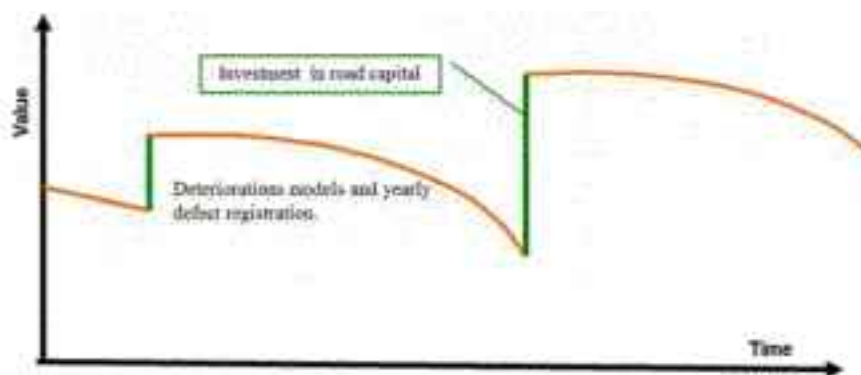 Value
Investment in road capital
Deteriorations models and yearly
defect registration.
Time